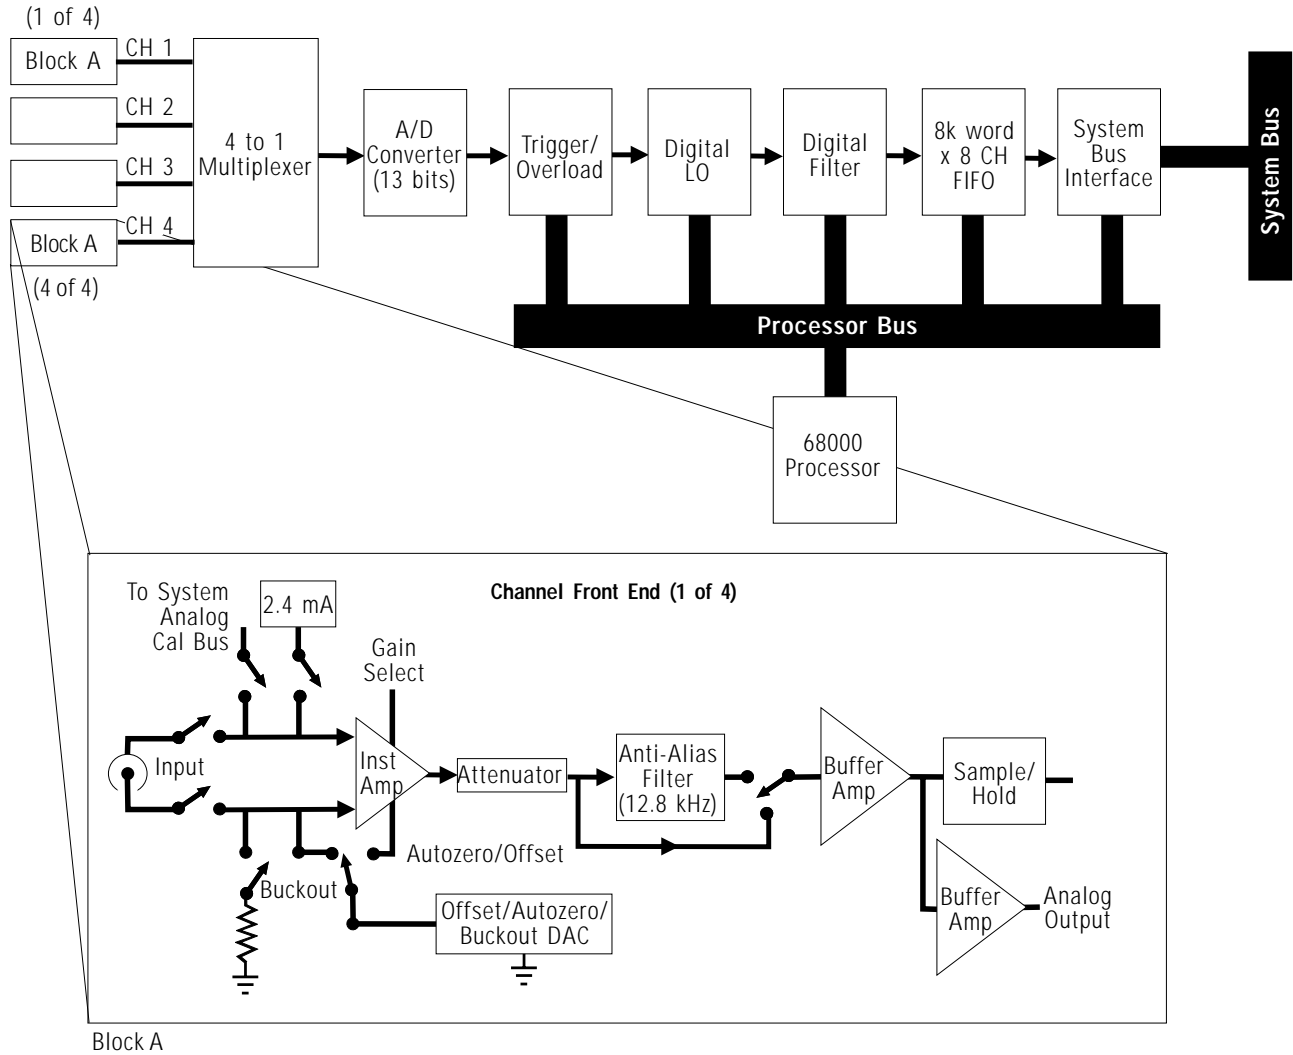 (1 of 4)
Block A
CH 1
CH 2
CH 3
CH 4
Block A
(4 of 4)
4 to 1
Multiplexer
A/D
Converter
(13 bits)
Trigger/
Overload
Digital
LO
Digital
Filter
8k word
x 8 CH
FIFO
System
Bus
Interface
System Bus
Processor Bus
68000
Processor
Channel Front End (1 of 4)
To System
Analog
Cal Bus
2.4 mA
Gain
Select
Input
Inst
Amp
Attenuator
Anti-Alias
Filter
(12.8 kHz)
Buffer
Amp
Sample/
Hold
Autozero/Offset
Buckout
Offset/Autozero/
Buckout DAC
Buffer
Amp
Analog
Output
Block A